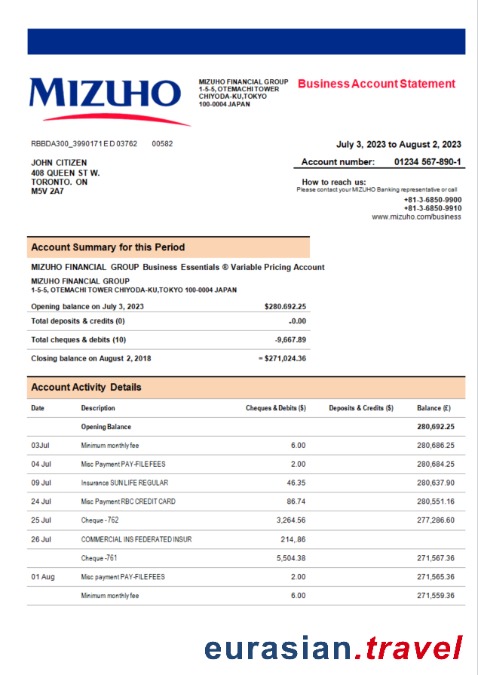 MIZUHO
MIZUHO FINANCIAL GROUP
1-5-5, OTEMACHI TOWER
CHIYODA-KU,TOKYO
100-0004 JAPAN
Business Account Statement
RBBDA300_3990171 E D 03762 00582
July 3, 2023 to August 2, 2023
JOHN CITIZEN
408 QUEEN ST W.
TORONTO. ON
M5V 2A7
Account number: 01234 567-890-1
How to reach us:
Please contact your MIZUHO Banking representative or call
+81-3-6850-9900
+81-3-6850-9910
www.mizuho.com/business
Account Summary for this Period
MIZUHO FINANCIAL GROUP Business Essentials ® Variable Pricing Account
MIZUHO FINANCIAL GROUP
1-5-5, OTEMACHI TOWER CHIYODA-KU,TOKYO 100-0004 JAPAN
Opening balance on July 3, 2023 $280.692.25
Total deposits & credits (0) -0.00
Total cheques & debits (10) -9,667.89
Closing balance on August 2, 2018 = $271,024.36
Account Activity Details
Date Description Cheques & Debits ($) Deposits & Credits ($) Balance (£)
Opening Balance 280,692.25
03 Jul Minimum monthly fee 6.00 280,686.25
04 Jul Misc Payment PAY-FILE FEES 2.00 280,684.25
09 Jul Insurance SUN LIFE REGULAR 46.35 280,637.90
24 Jul Misc Payment RBC CREDIT CARD 86.74 280,551.16
25 Jul Cheque -762 3,264.56 277,286.60
26 Jul COMMERCIAL INS FEDERATED INSUR 214,.86
Cheque -761 5,504.38 271,567.36
01 Aug Misc payment PAY-FILE FEES 2.00 271,565.36
Minimum monthly fee 6.00 271,559.36
eurasian.travel